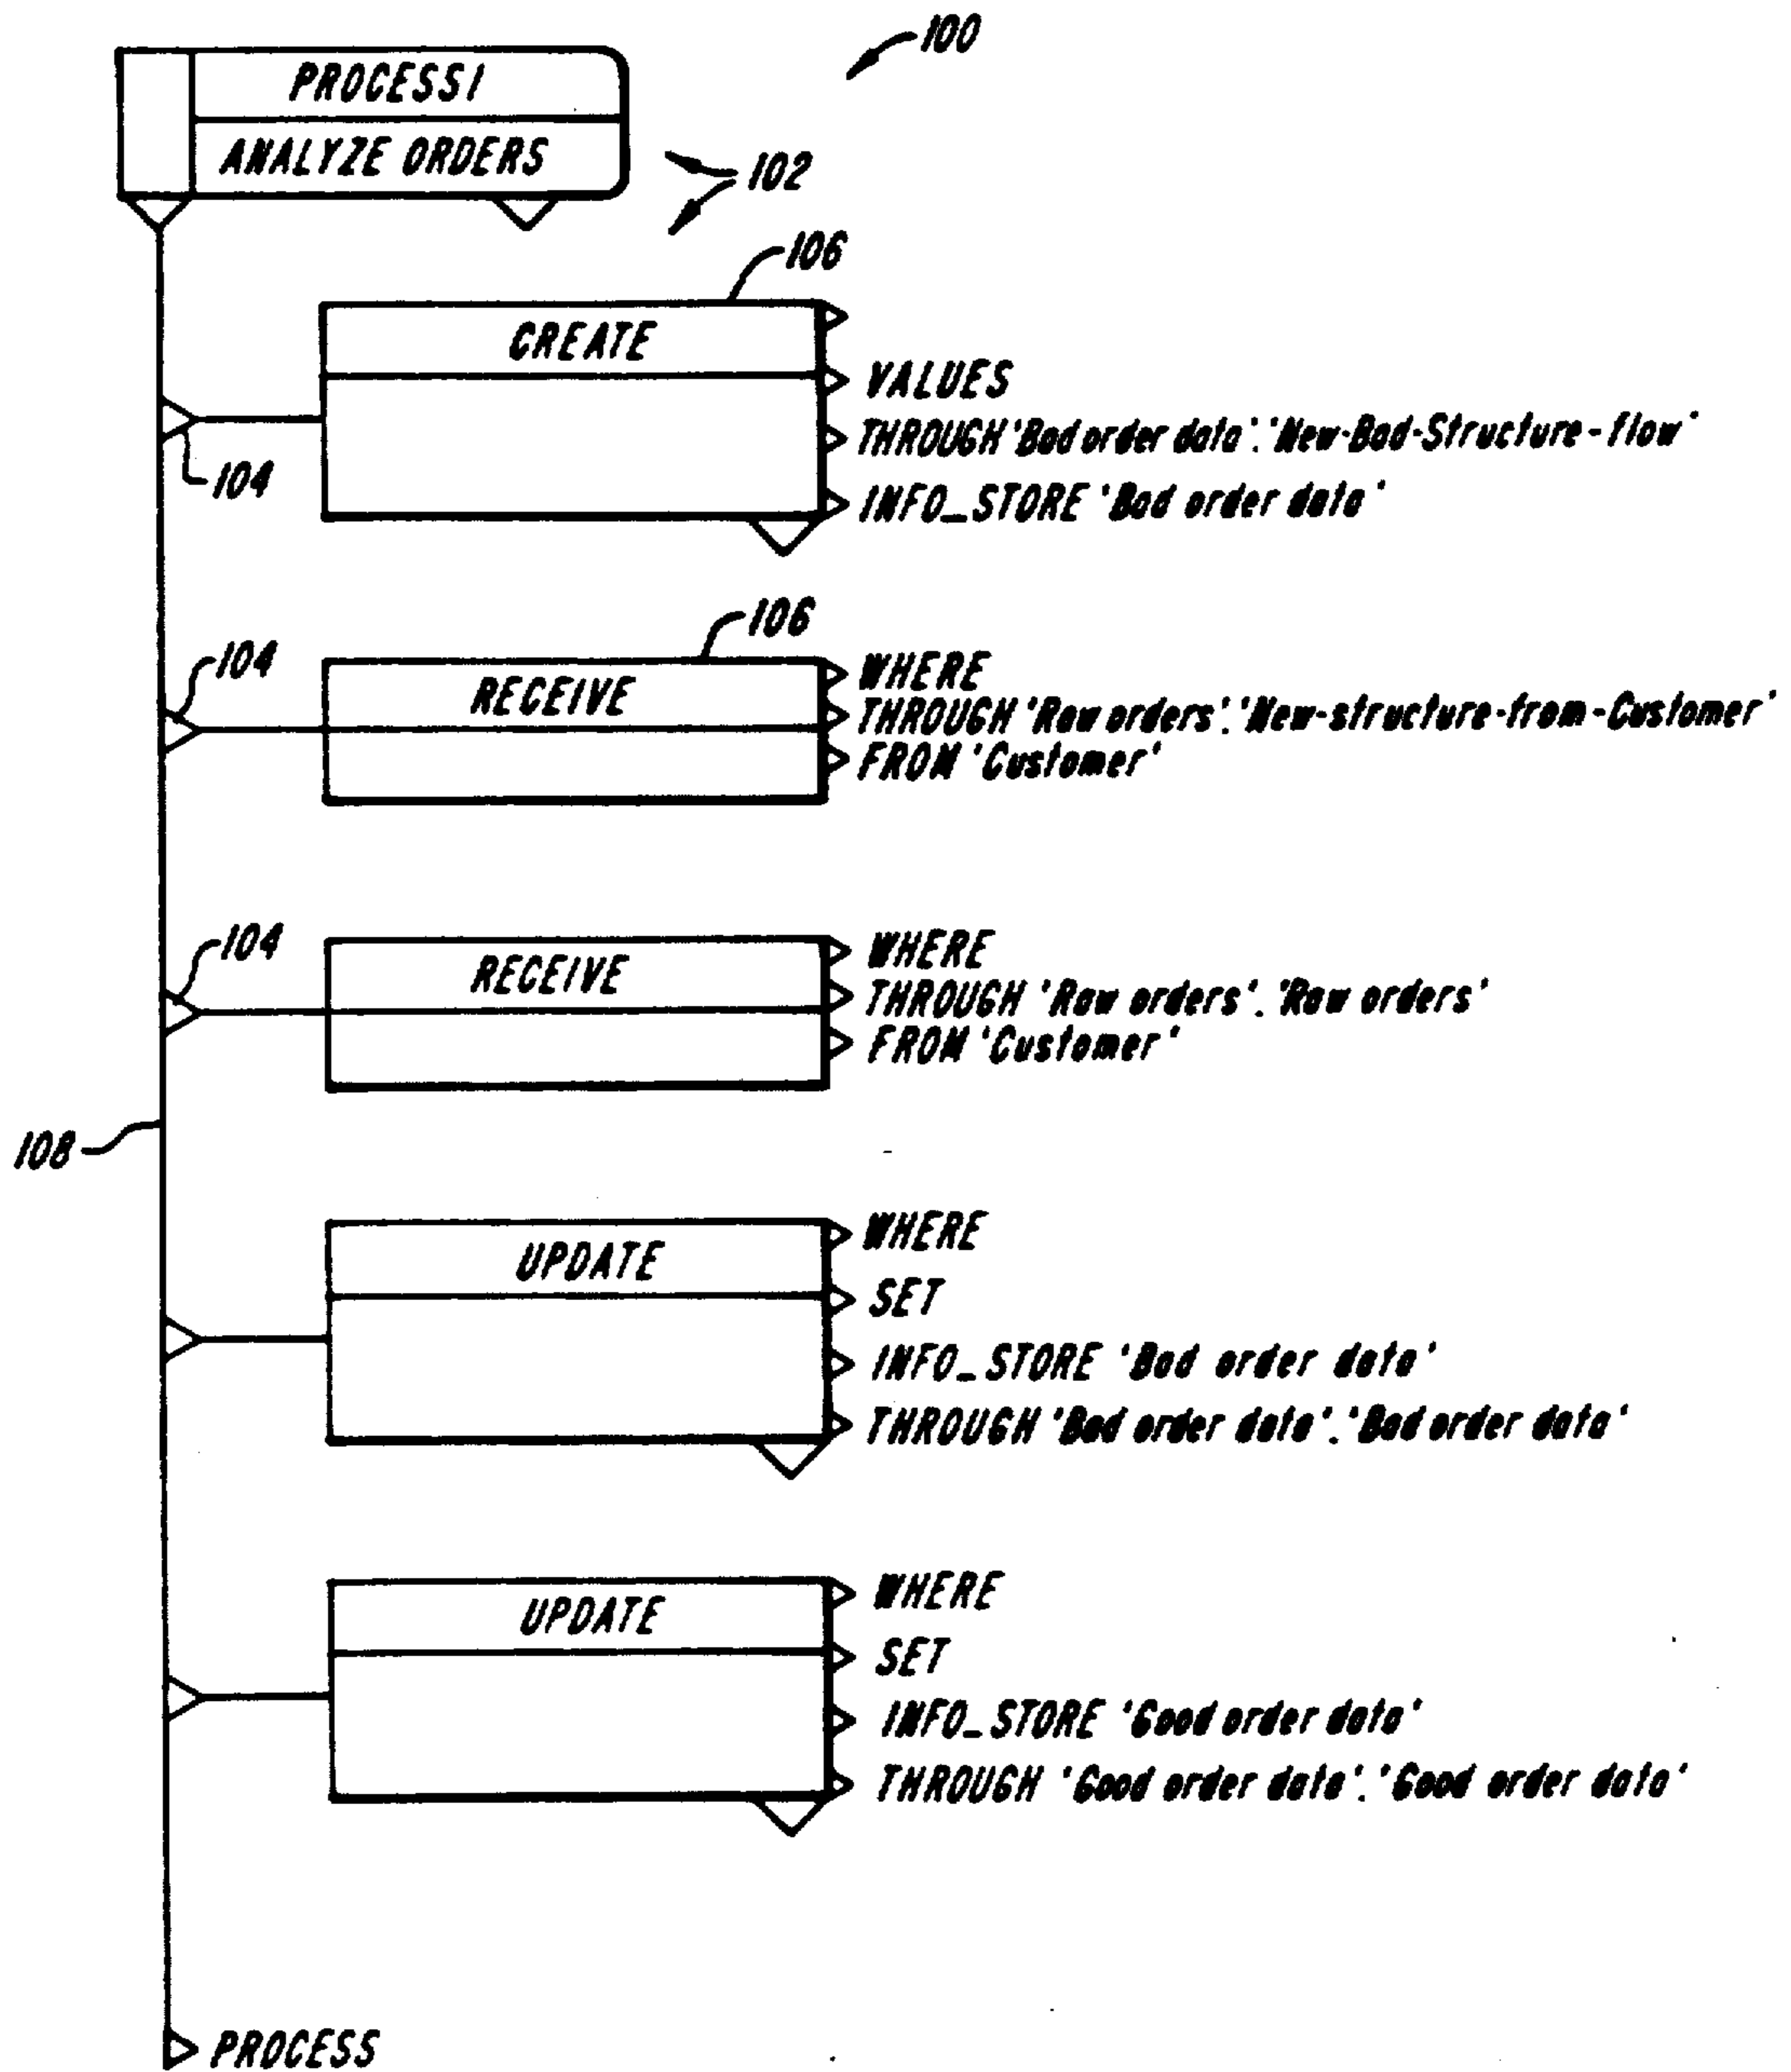 100
PROCESS1
ANALYZE ORDERS
102
106
CREATE
VALUES
THROUGH 'Bad order data'.'New-Bad-Structure-flow'
104
INFO_STORE 'Bad order data'
106
104
RECEIVE
WHERE
THROUGH 'Raw orders'.'New-structure-from-Customer'
FROM 'Customer'
104
RECEIVE
WHERE
THROUGH 'Raw orders'.'Raw orders'
FROM 'Customer'
108
UPDATE
WHERE
SET
INFO_STORE 'Bad order data'
THROUGH 'Bad order data'.'Bad order data'
UPDATE
WHERE
SET
INFO_STORE 'Good order data'
THROUGH 'Good order data'.'Good order data'
PROCESS